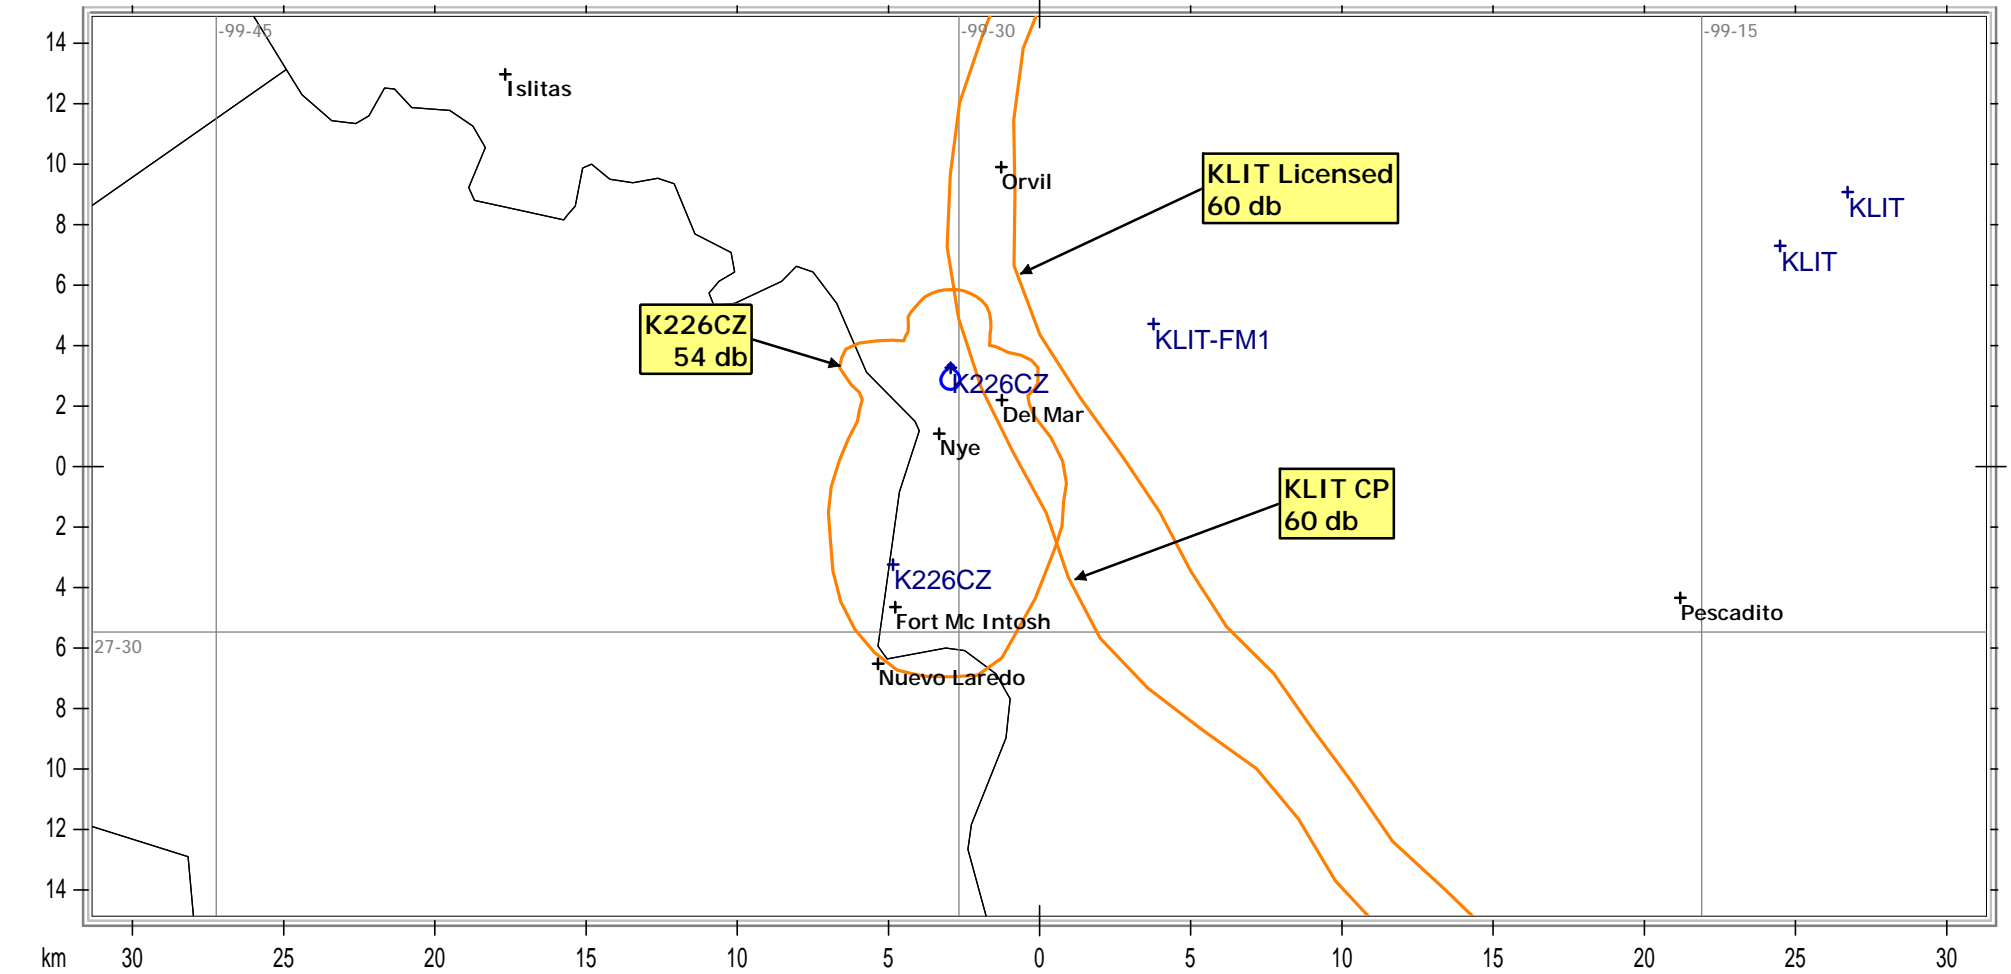 -99-45
-99-30
-99-15
14
12
10
8
6
4
2
0
2
4
6
8
10
12
14
Islitas
Orvil
KLIT Licensed
60 db
KLIT
KLIT
K226CZ
54 db
KLIT-FM1
K226CZ
Del Mar
Nye
KLIT CP
60 db
K226CZ
Fort Mc Intosh
Pescadito
27-30
Nuevo Laredo
km 30 25 20 15 10 5 0 5 10 15 20 25 30